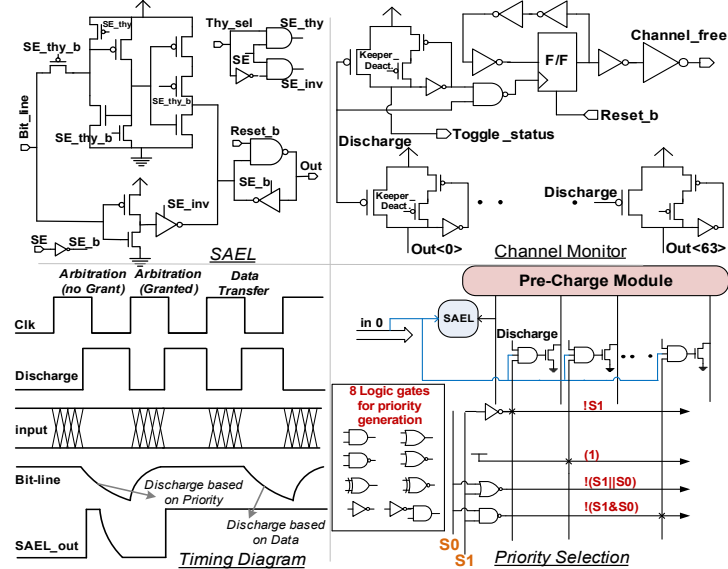 SE_thy
SE_thy_b
Bit_line
SE_thy_b
SE_thy_b
Thy_sel
SE_thy
SE
SE_inv
Reset_b
Out
SE_b
SE_inv
SE
SE_b
SAEL
Keeper_
Deact.
F/F
Channel_free
Reset_b
Toggle_status
Discharge
Keeper_
Deact.
Discharge
Out<0>
Out<63>
Channel Monitor
Arbitration
(no Grant)
Arbitration
(Granted)
Data
Transfer
Clk
Discharge
input
Bit-line
Discharge based
on Priority
Discharge based
on Data
SAEL_out
Timing Diagram
Pre-Charge Module
in 0
SAEL
Discharge
8 Logic gates
for priority
generation
!S1
(1)
!(S1||S0)
!(S1&S0)
S0
S1
Priority Selection